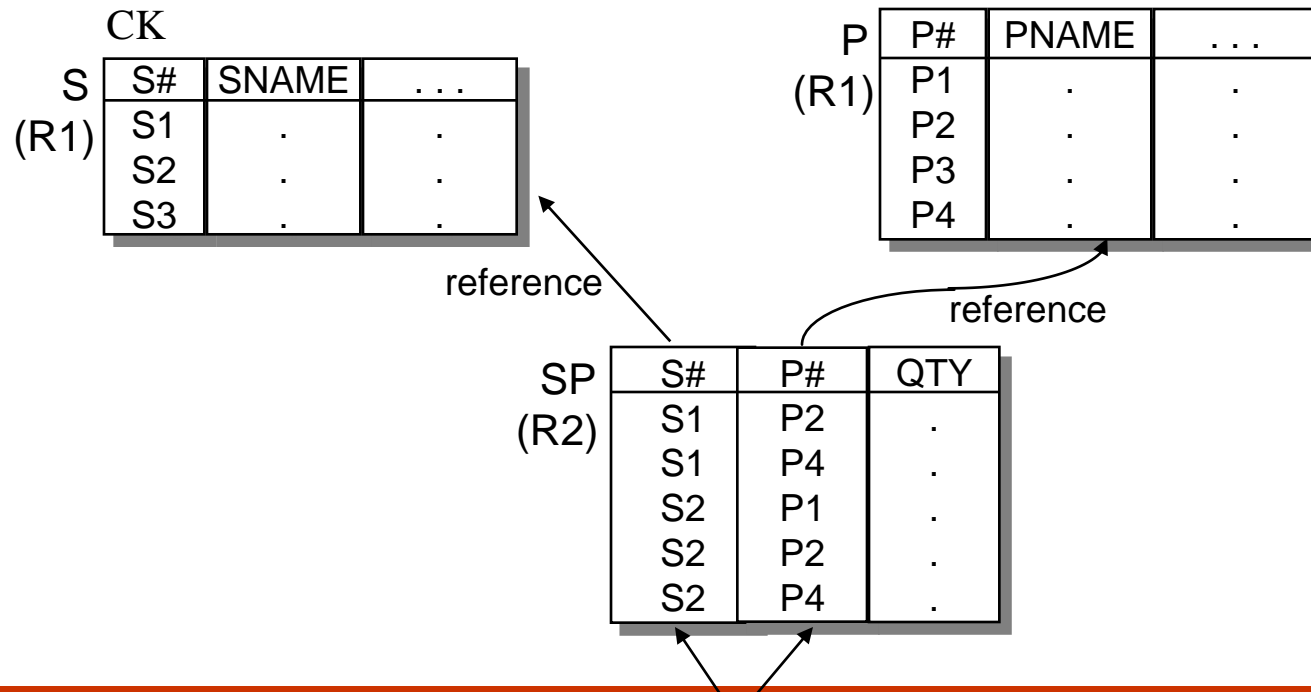 CK
S
(R1)
S# SNAME . . .
S1 . .
S2 . .
S3 . .
P
(R1)
P# PNAME . . .
P1 . .
P2 . .
P3 . .
P4 . .
reference
reference
SP
(R2)
S# P# QTY
S1 P2 .
S1 P4 .
S2 P1 .
S2 P2 .
S2 P4 .